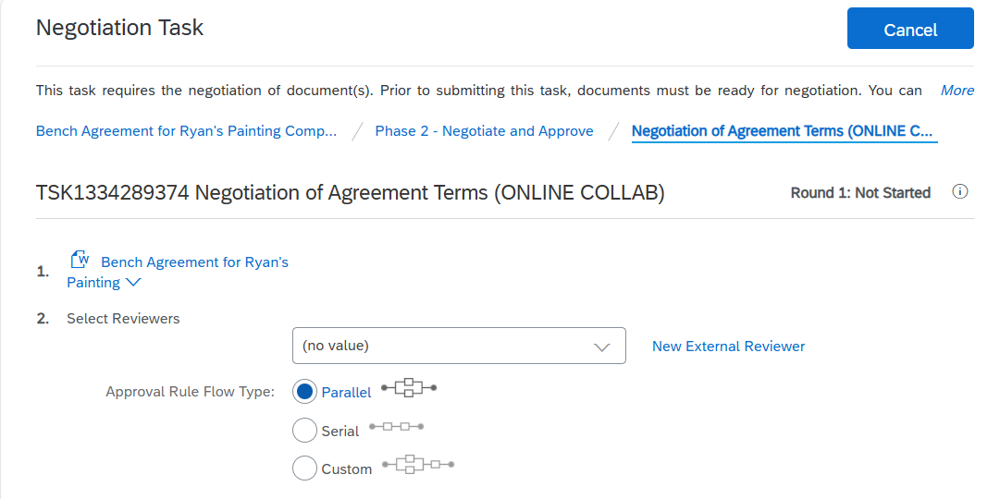 Negotiation Task
Cancel
This task requires the negotiation of document(s). Prior to submitting this task, documents must be ready for negotiation. You can More
Bench Agreement for Ryan's Painting Comp... / Phase 2 - Negotiate and Approve / Negotiation of Agreement Terms (ONLINE C...
TSK1334289374 Negotiation of Agreement Terms (ONLINE COLLAB)
Round 1: Not Started
1. W Bench Agreement for Ryan's
Painting
2. Select Reviewers
(no value)
New External Reviewer
Approval Rule Flow Type: Parallel
Serial
Custom